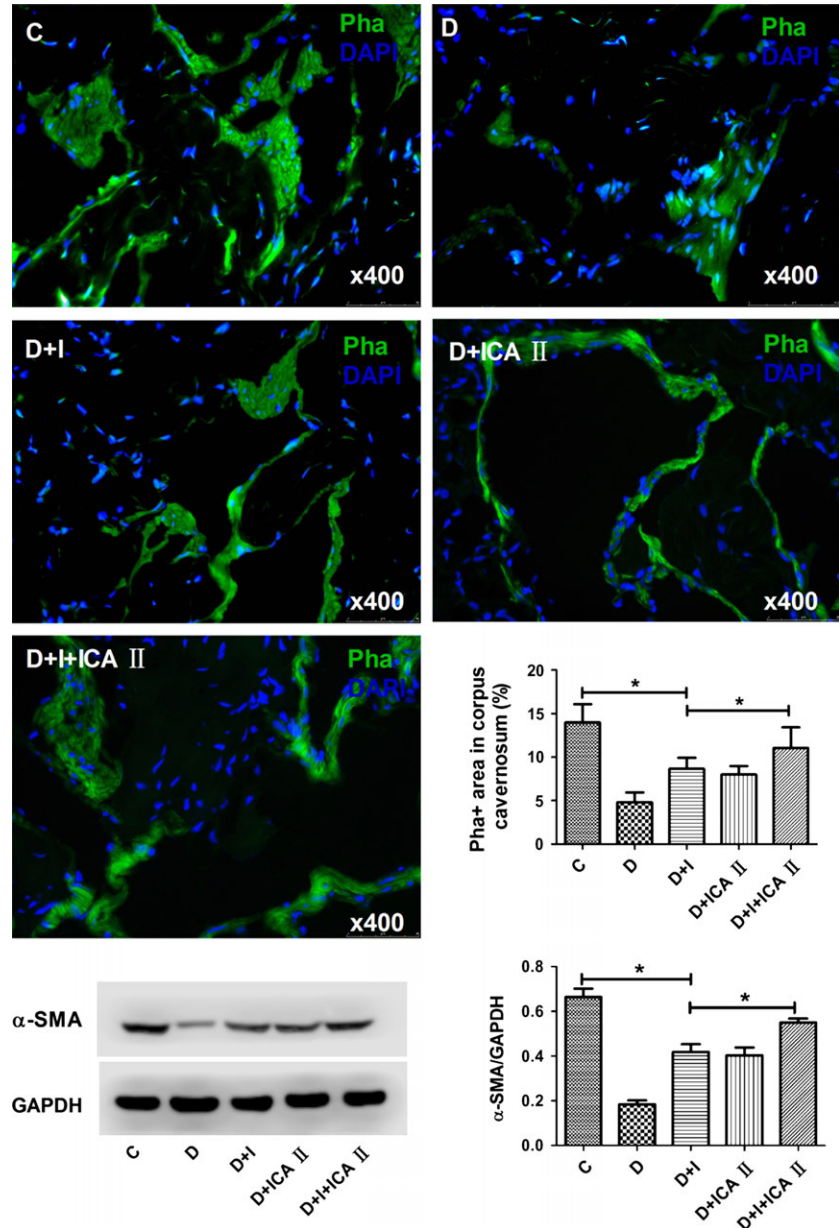 C
Pha
DAPI
x400
D
Pha
DAPI
x400
D+I
Pha
DAPI
x400
D+ICA Ⅱ
Pha
DAPI
x400
D+I+ICA Ⅱ
Pha
DARI
x400
Pha+ area in corpus
cavernosum (%)
20
15
10
5
0
*
*
C
D
D+I
D+ICA Ⅱ
D+I+ICA Ⅱ
α-SMA
GAPDH
C
D
D+I
D+ICA Ⅱ
D+I+ICA Ⅱ
α-SMA/GAPDH
0.8
0.6
0.4
0.2
0.0
*
*
C
D
D+I
D+ICA Ⅱ
D+I+ICA Ⅱ